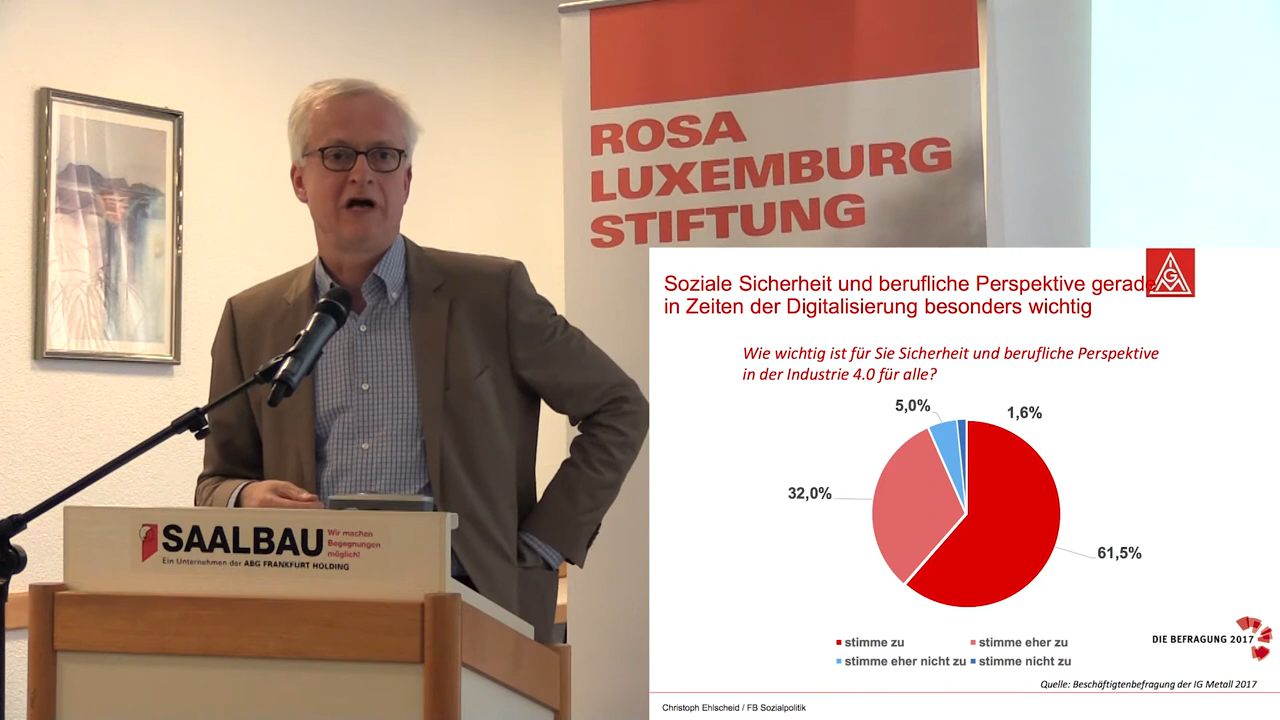 ROSA
LUXEMBURG
STIFTUNG
SAALBAU
Wir machen
Begegnungen
möglich!
Ein Unternehmen der ABG FRANKFURT HOLDING
IGM
Soziale Sicherheit und berufliche Perspektive gerade
in Zeiten der Digitalisierung besonders wichtig
Wie wichtig ist für Sie Sicherheit und berufliche Perspektive
in der Industrie 4.0 für alle?
5,0%
1,6%
32,0%
61,5%
stimme zu
stimme eher zu
stimme eher nicht zu
stimme nicht zu
DIE BEFRAGUNG 2017
Quelle: Beschäftigtenbefragung der IG Metall 2017
Christoph Ehlscheid / FB Sozialpolitik